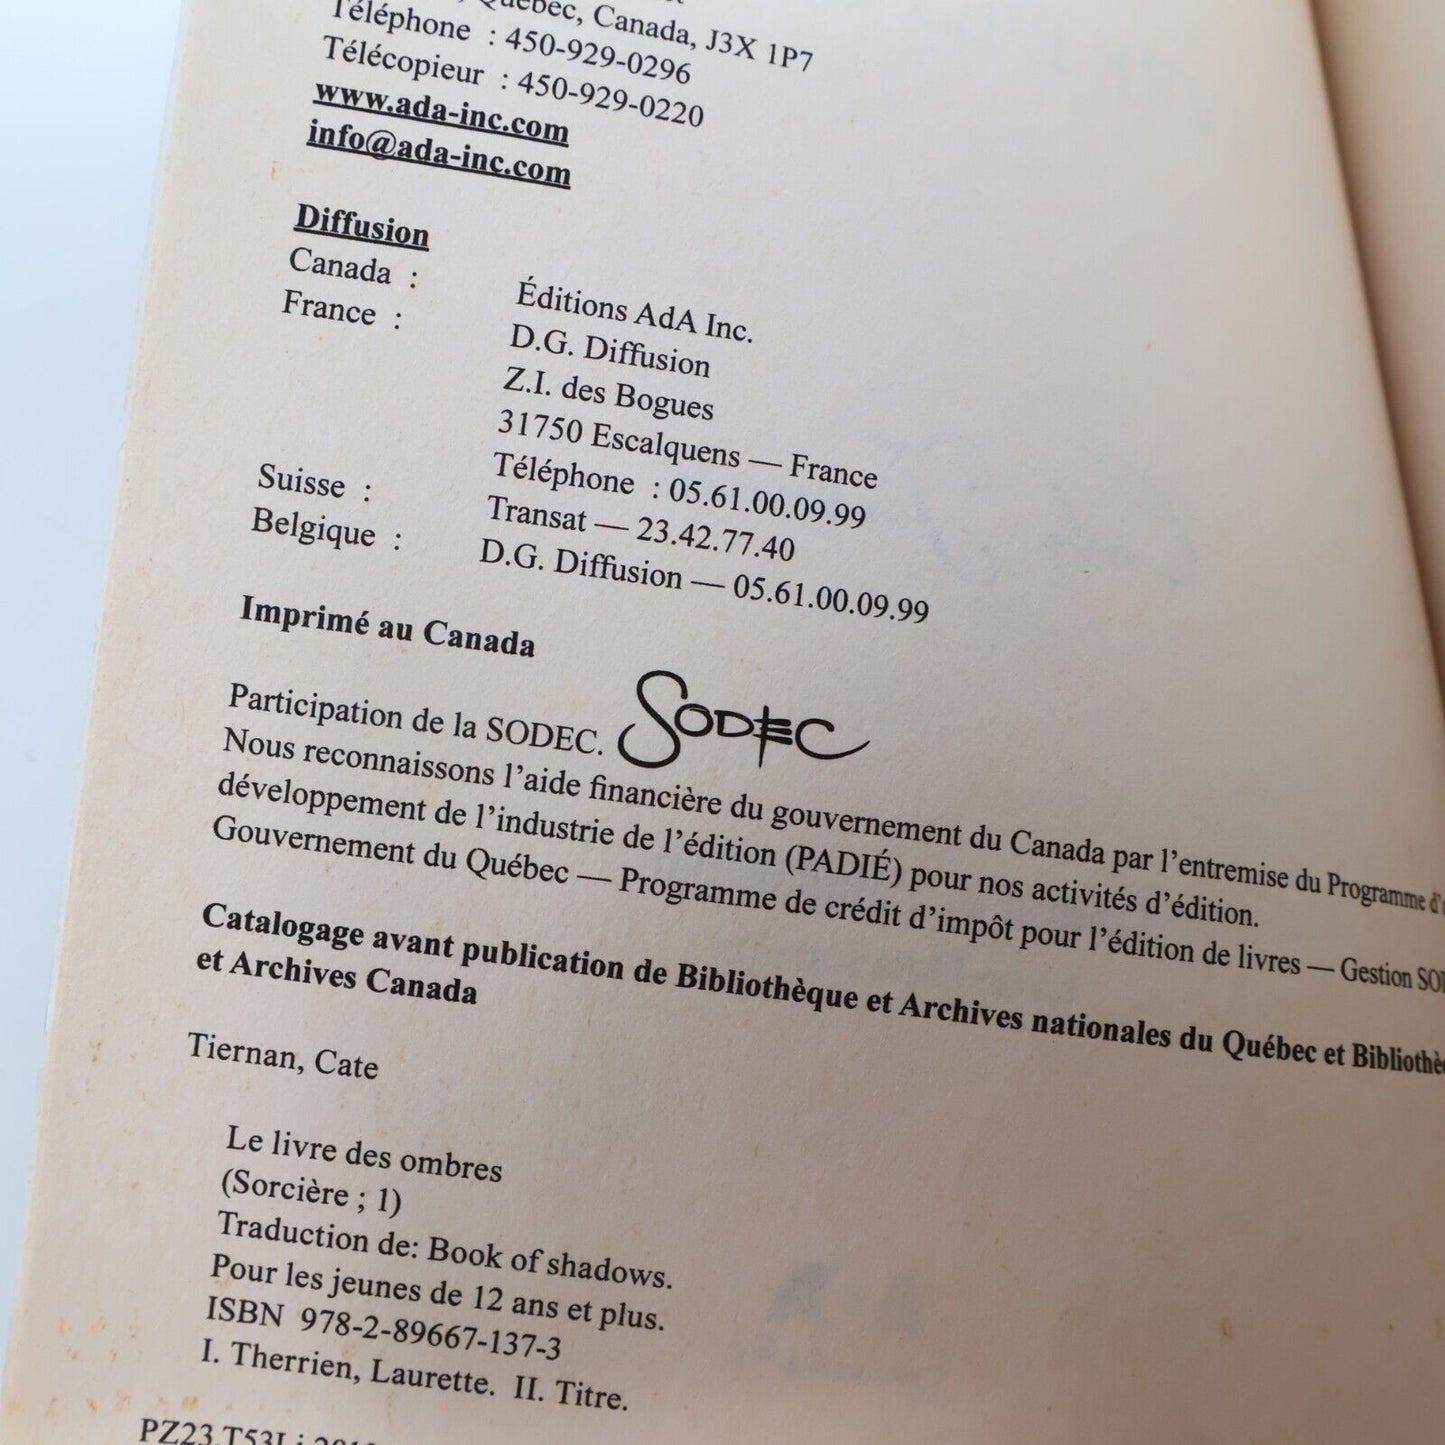 Québec, Canada, J3X 1P7
Téléphone : 450-929-0296
Télécopieur : 450-929-0220
www.ada-inc.com
info@ada-inc.com
Diffusion
Canada : Éditions AdA Inc.
France : D.G. Diffusion
Z.I. des Bogues
31750 Escalquens — France
Téléphone : 05.61.00.09.99
Suisse : Transat — 23.42.77.40
Belgique : D.G. Diffusion — 05.61.00.09.99
Imprimé au Canada
Participation de la SODEC. SODEC
Nous reconnaissons l’aide financière du gouvernement du Canada par l’entremise du Programme
développement de l’industrie de l’édition (PADIÉ) pour nos activités d’édition.
Gouvernement du Québec — Programme de crédit d’impôt pour l’édition de livres — Gestion
Catalogage avant publication de Bibliothèque et Archives nationales du Québec et
et Archives Canada
Tiernan, Cate
Le livre des ombres
(Sorcière ; 1)
Traduction de: Book of shadows.
Pour les jeunes de 12 ans et plus.
ISBN 978-2-89667-137-3
I. Therrien, Laurette. II. Titre.